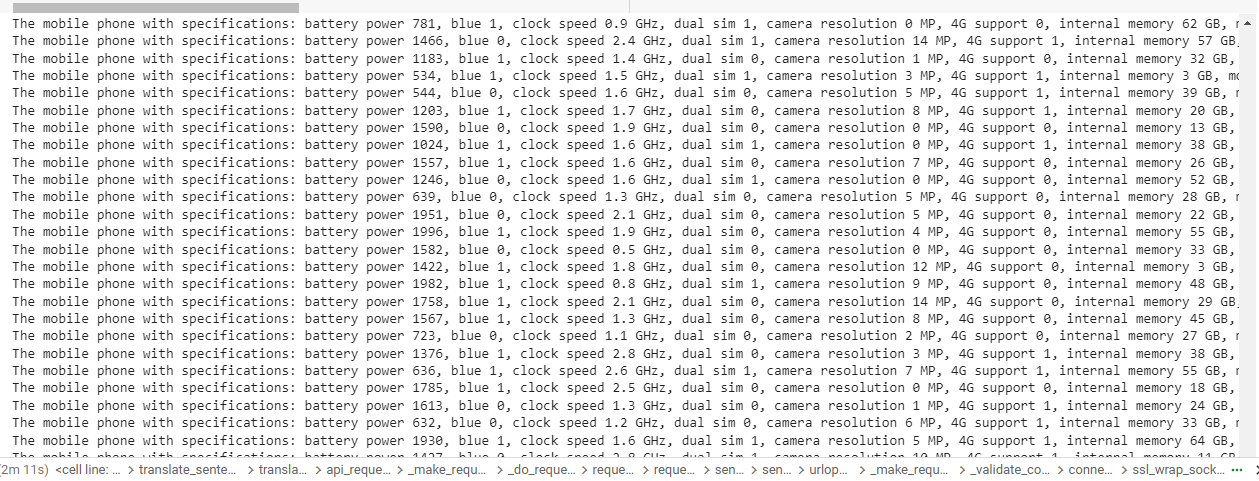 The mobile phone with specifications: battery power 781, blue 1, clock speed 0.9 GHz, dual sim 1, camera resolution 0 MP, 4G support 0, internal memory 62 GB,
The mobile phone with specifications: battery power 1466, blue 0, clock speed 2.4 GHz, dual sim 1, camera resolution 14 MP, 4G support 1, internal memory 57 GB
The mobile phone with specifications: battery power 1183, blue 1, clock speed 1.4 GHz, dual sim 0, camera resolution 1 MP, 4G support 0, internal memory 32 GB,
The mobile phone with specifications: battery power 534, blue 1, clock speed 1.5 GHz, dual sim 1, camera resolution 3 MP, 4G support 1, internal memory 3 GB,
The mobile phone with specifications: battery power 544, blue 0, clock speed 1.6 GHz, dual sim 0, camera resolution 5 MP, 4G support 1, internal memory 39 GB,
The mobile phone with specifications: battery power 1203, blue 1, clock speed 1.7 GHz, dual sim 0, camera resolution 8 MP, 4G support 1, internal memory 20 GB,
The mobile phone with specifications: battery power 1590, blue 0, clock speed 1.9 GHz, dual sim 0, camera resolution 0 MP, 4G support 0, internal memory 13 GB,
The mobile phone with specifications: battery power 1024, blue 1, clock speed 1.6 GHz, dual sim 1, camera resolution 0 MP, 4G support 1, internal memory 38 GB,
The mobile phone with specifications: battery power 1557, blue 1, clock speed 1.6 GHz, dual sim 0, camera resolution 7 MP, 4G support 0, internal memory 26 GB,
The mobile phone with specifications: battery power 1246, blue 0, clock speed 1.6 GHz, dual sim 1, camera resolution 0 MP, 4G support 0, internal memory 52 GB,
The mobile phone with specifications: battery power 639, blue 0, clock speed 1.3 GHz, dual sim 0, camera resolution 5 MP, 4G support 0, internal memory 28 GB,
The mobile phone with specifications: battery power 1951, blue 0, clock speed 2.1 GHz, dual sim 0, camera resolution 5 MP, 4G support 0, internal memory 22 GB,
The mobile phone with specifications: battery power 1996, blue 1, clock speed 1.9 GHz, dual sim 0, camera resolution 4 MP, 4G support 0, internal memory 55 GB,
The mobile phone with specifications: battery power 1582, blue 0, clock speed 0.5 GHz, dual sim 0, camera resolution 0 MP, 4G support 0, internal memory 33 GB,
The mobile phone with specifications: battery power 1422, blue 1, clock speed 1.8 GHz, dual sim 0, camera resolution 12 MP, 4G support 0, internal memory 3 GB,
The mobile phone with specifications: battery power 1982, blue 1, clock speed 0.8 GHz, dual sim 1, camera resolution 9 MP, 4G support 0, internal memory 48 GB,
The mobile phone with specifications: battery power 1758, blue 1, clock speed 2.1 GHz, dual sim 0, camera resolution 14 MP, 4G support 0, internal memory 29 GB
The mobile phone with specifications: battery power 1567, blue 1, clock speed 1.3 GHz, dual sim 0, camera resolution 8 MP, 4G support 0, internal memory 45 GB,
The mobile phone with specifications: battery power 723, blue 0, clock speed 1.1 GHz, dual sim 0, camera resolution 2 MP, 4G support 0, internal memory 27 GB,
The mobile phone with specifications: battery power 1376, blue 1, clock speed 2.8 GHz, dual sim 0, camera resolution 3 MP, 4G support 1, internal memory 38 GB,
The mobile phone with specifications: battery power 636, blue 1, clock speed 2.6 GHz, dual sim 1, camera resolution 7 MP, 4G support 1, internal memory 55 GB,
The mobile phone with specifications: battery power 1785, blue 1, clock speed 2.5 GHz, dual sim 0, camera resolution 0 MP, 4G support 0, internal memory 18 GB,
The mobile phone with specifications: battery power 1613, blue 0, clock speed 1.3 GHz, dual sim 0, camera resolution 1 MP, 4G support 1, internal memory 24 GB,
The mobile phone with specifications: battery power 632, blue 0, clock speed 1.2 GHz, dual sim 0, camera resolution 6 MP, 4G support 1, internal memory 33 GB,
The mobile phone with specifications: battery power 1930, blue 1, clock speed 1.6 GHz, dual sim 1, camera resolution 5 MP, 4G support 1, internal memory 64 GB,
(2m 11s) <cell line: ... > translate_sente... > transla... > api_reque... > _make_requ... > _do_reque... > reque... > reque... > sen... > sen... > urlop... > _make_requ... > _validate_co... > conne... > ssl_wrap_sock... ...